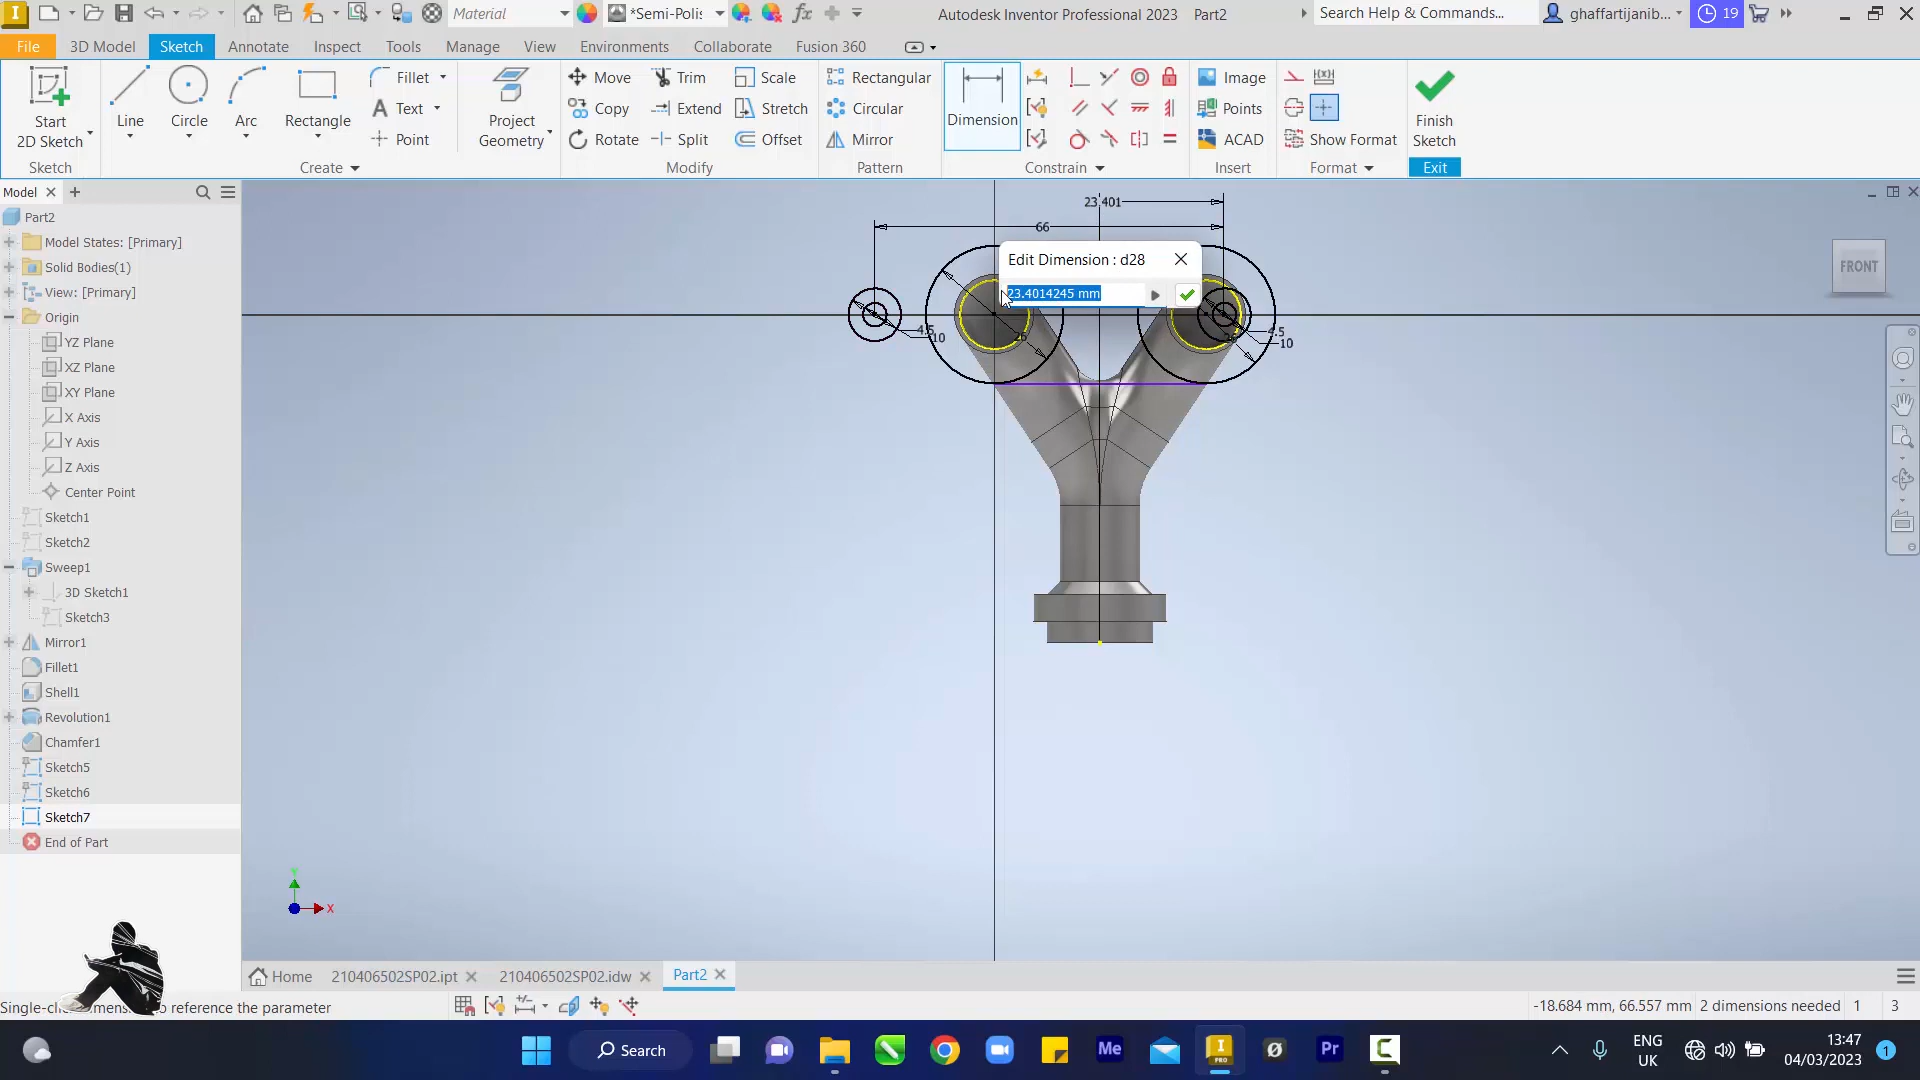 Material
*Semi-Polis
Autodesk Inventor Professional 2023 Part2
Search Help & Commands...
ghaffartijanib...
19
File 3D Model Sketch Annotate Inspect Tools Manage View Environments Collaborate Fusion 360
Start
2D Sketch
Line
Circle
Arc
Rectangle
Fillet
Text
Point
Project
Geometry
Move
Copy
Rotate
Trim
Extend
Split
Scale
Stretch
Offset
Rectangular
Circular
Mirror
Dimension
Image
Points
ACAD
Show Format
Finish
Sketch
Sketch
Create
Modify
Pattern
Constrain
Insert
Format
Exit
Model
Part2
Model States: [Primary]
Solid Bodies(1)
View: [Primary]
Origin
YZ Plane
XZ Plane
XY Plane
X Axis
Y Axis
Z Axis
Center Point
Sketch1
Sketch2
Sweep1
3D Sketch1
Sketch3
Mirror1
Fillet1
Shell1
Revolution1
Chamfer1
Sketch5
Sketch6
Sketch7
End of Part
23.401
66
Edit Dimension : d28
23.4014245 mm
4.5
10
26
26
4.5
10
FRONT
Y
X
Home 210406502SP02.ipt 210406502SP02.idw Part2
to reference the parameter
-18.684 mm, 66.557 mm 2 dimensions needed 1 3
Search
Me
PRO
Pr
ENG
UK
13:47
04/03/2023
1